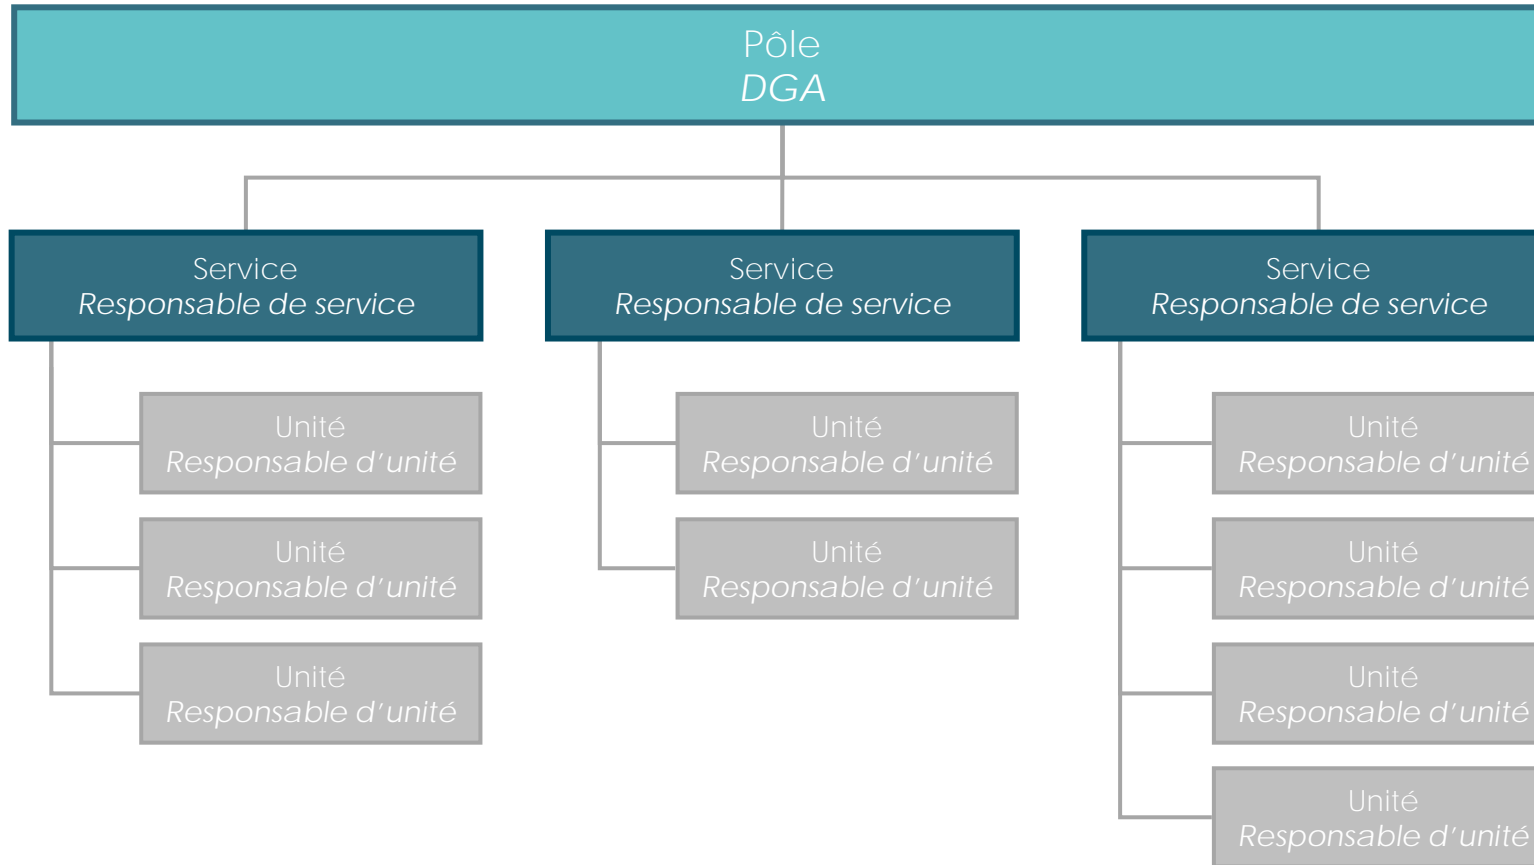 Pôle
DGA
Service
Responsable de service
Service
Responsable de service
Service
Responsable de service
Unité
Responsable d’unité
Unité
Responsable d’unité
Unité
Responsable d’unité
Unité
Responsable d’unité
Unité
Responsable d’unité
Unité
Responsable d’unité
Unité
Responsable d’unité
Unité
Responsable d’unité
Unité
Responsable d’unité